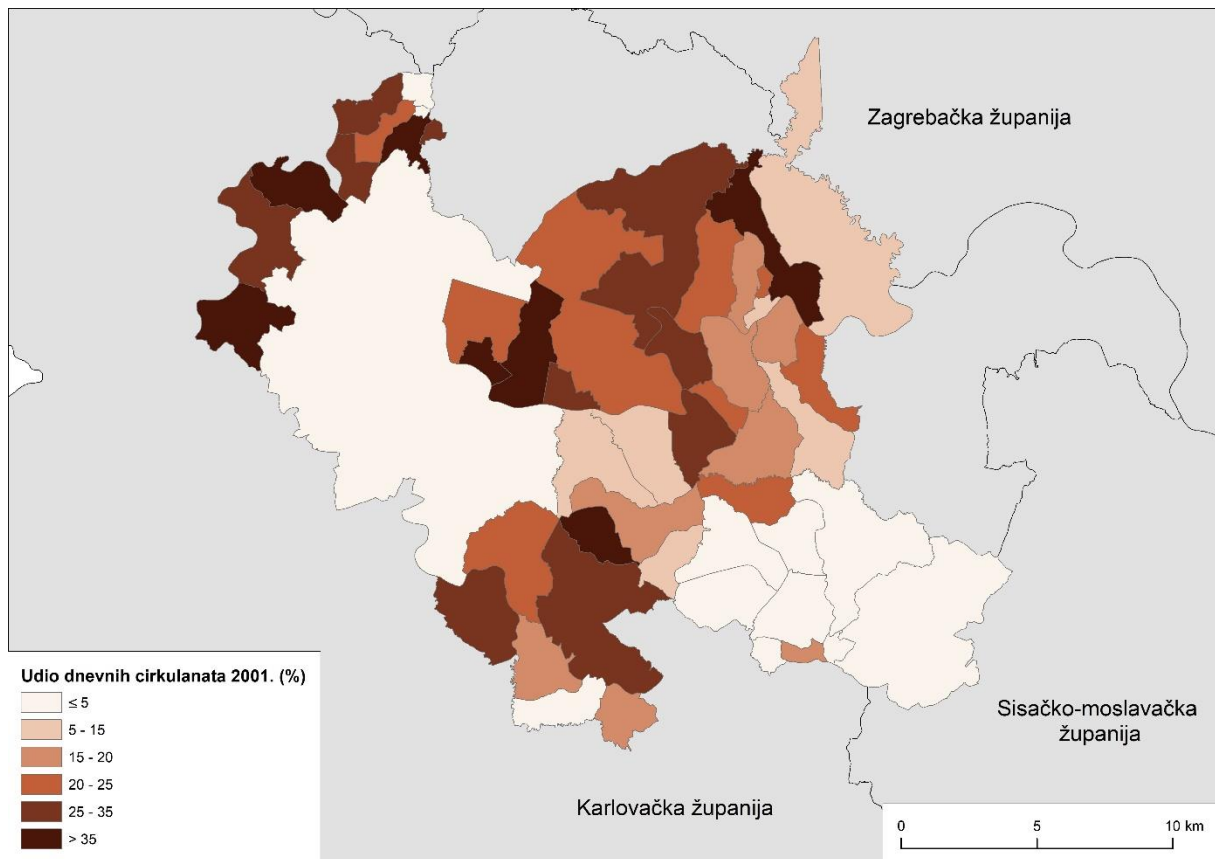 Zagrebačka županija
Udio dnevnih cirkulanata 2001. (%)
≤ 5
5 - 15
15 - 20
20 - 25
25 - 35
> 35
Sisačko-moslavačka
županija
Karlovačka županija
0 5 10 km